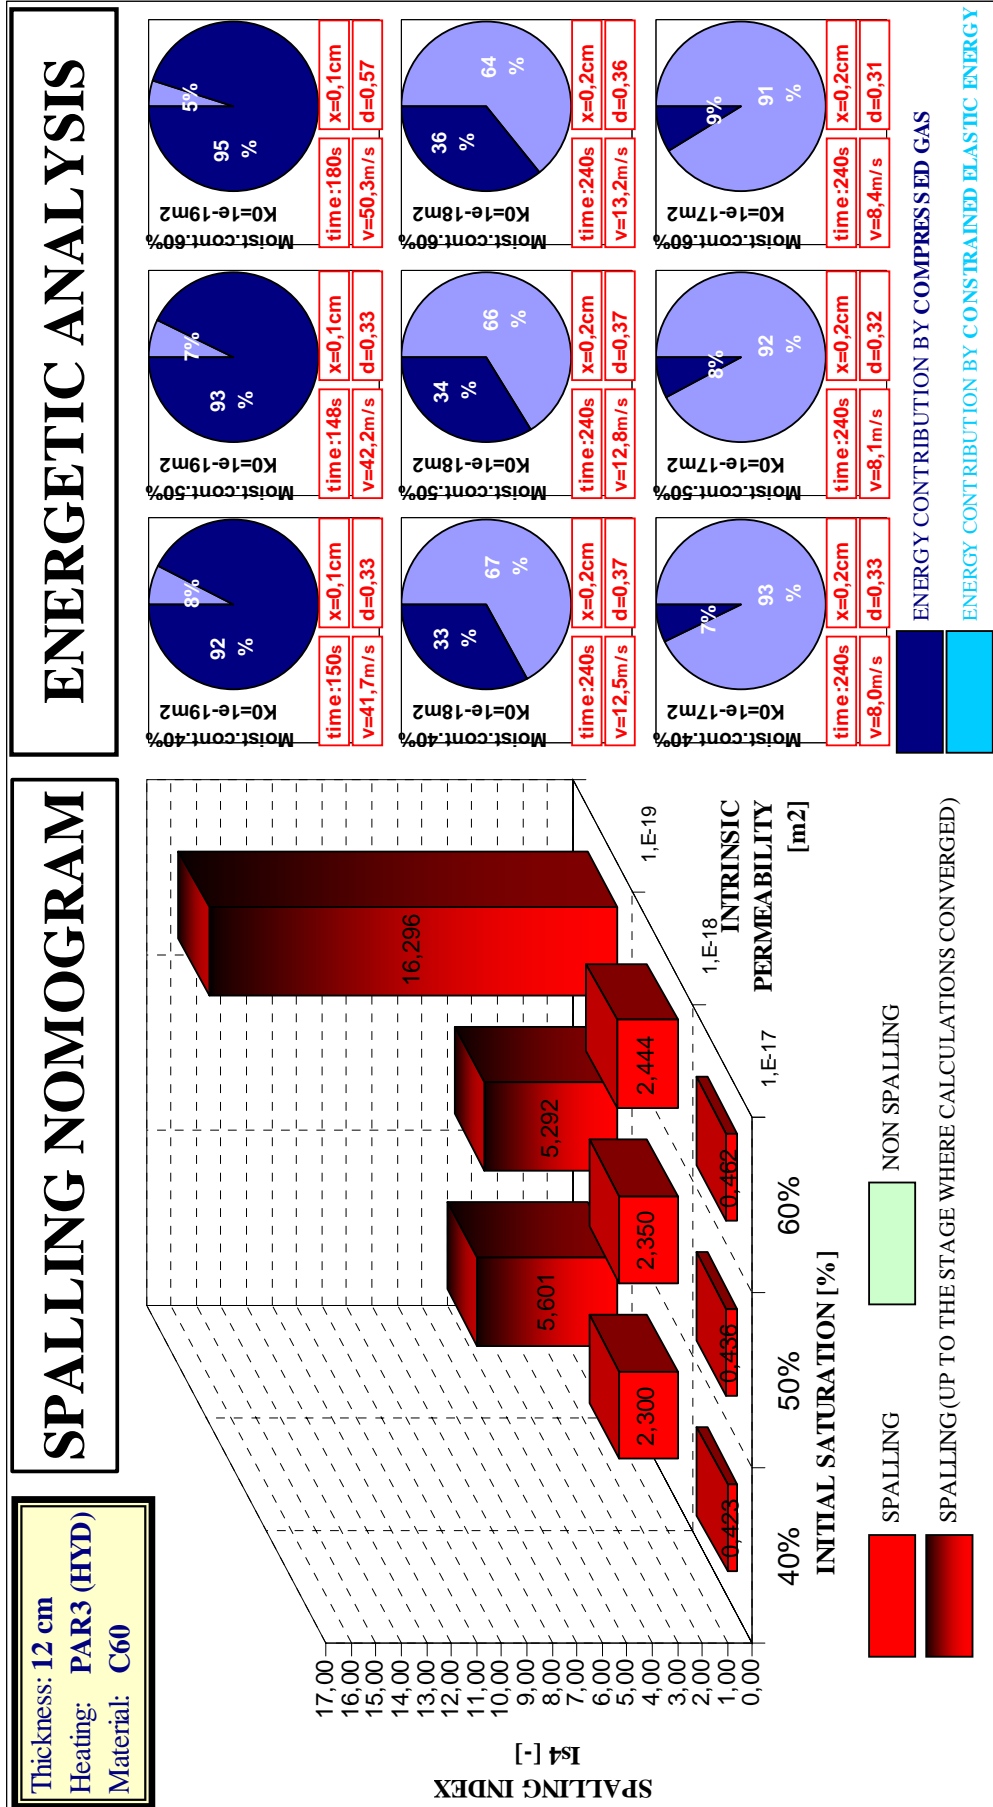 Thickness: 12 cm
Heating: PAR3 (HYD)
Material: C60
SPALLING NOMOGRAM
17,00
16,00
15,00
14,00
13,00
12,00
11,00
10,00
9,00
8,00
7,00
6,00
5,00
4,00
3,00
2,00
1,00
0,00
SPALLING INDEX
Is4 [-]
5,601
5,292
16,296
2,300
2,350
2,444
0,423
0,436
0,462
40%
50%
60%
INITIAL SATURATION [%]
1,E-17
1,E-18
1,E-19
INTRINSIC
PERMEABILITY
[m2]
SPALLING
NON SPALLING
SPALLING (UP TO THE STAGE WHERE CALCULATIONS CONVERGED)
ENERGETIC ANALYSIS
Moist.cont.40%
K0=1e-19m2
92
%
8%
time:150s
x=0,1cm
v=41,7m/s
d=0,33
Moist.cont.50%
K0=1e-19m2
93
%
7%
time:148s
x=0,1cm
v=42,2m/s
d=0,33
Moist.cont.60%
K0=1e-19m2
95
%
5%
time:180s
x=0,1cm
v=50,3m/s
d=0,57
Moist.cont.40%
K0=1e-18m2
33
%
67
%
time:240s
x=0,2cm
v=12,5m/s
d=0,37
Moist.cont.50%
K0=1e-18m2
34
%
66
%
time:240s
x=0,2cm
v=12,8m/s
d=0,37
Moist.cont.60%
K0=1e-18m2
36
%
64
%
time:240s
x=0,2cm
v=13,2m/s
d=0,36
Moist.cont.40%
K0=1e-17m2
7%
93
%
time:240s
x=0,2cm
v=8,0m/s
d=0,33
Moist.cont.50%
K0=1e-17m2
8%
92
%
time:240s
x=0,2cm
v=8,1m/s
d=0,32
Moist.cont.60%
K0=1e-17m2
9%
91
%
time:240s
x=0,2cm
v=8,4m/s
d=0,31
ENERGY CONTRIBUTION BY COMPRESSED GAS
ENERGY CONTRIBUTION BY CONSTRAINED ELASTIC ENERGY